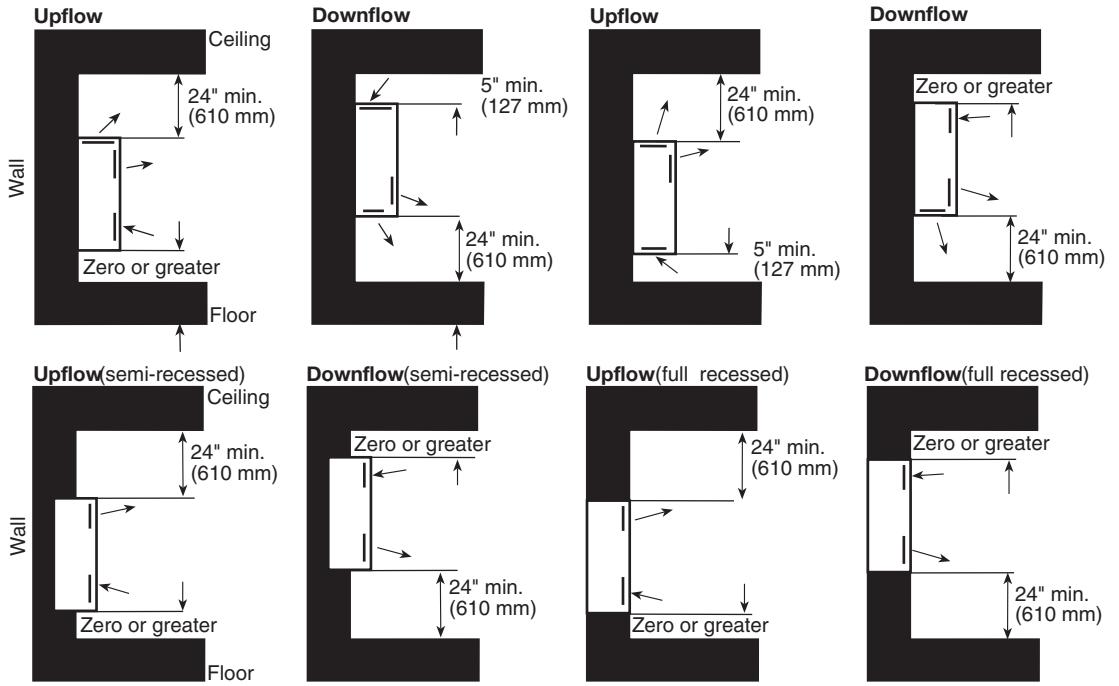 Upflow
Ceiling
24" min.
(610 mm)
Wall
Zero or greater
Floor
Downflow
5" min.
(127 mm)
24" min.
(610 mm)
Upflow
24" min.
(610 mm)
5" min.
(127 mm)
Downflow
Zero or greater
24" min.
(610 mm)
Upflow(semi-recessed)
Ceiling
24" min.
(610 mm)
Wall
Zero or greater
Floor
Downflow(semi-recessed)
Zero or greater
24" min.
(610 mm)
Upflow(full recessed)
24" min.
(610 mm)
Zero or greater
Downflow(full recessed)
Zero or greater
24" min.
(610 mm)